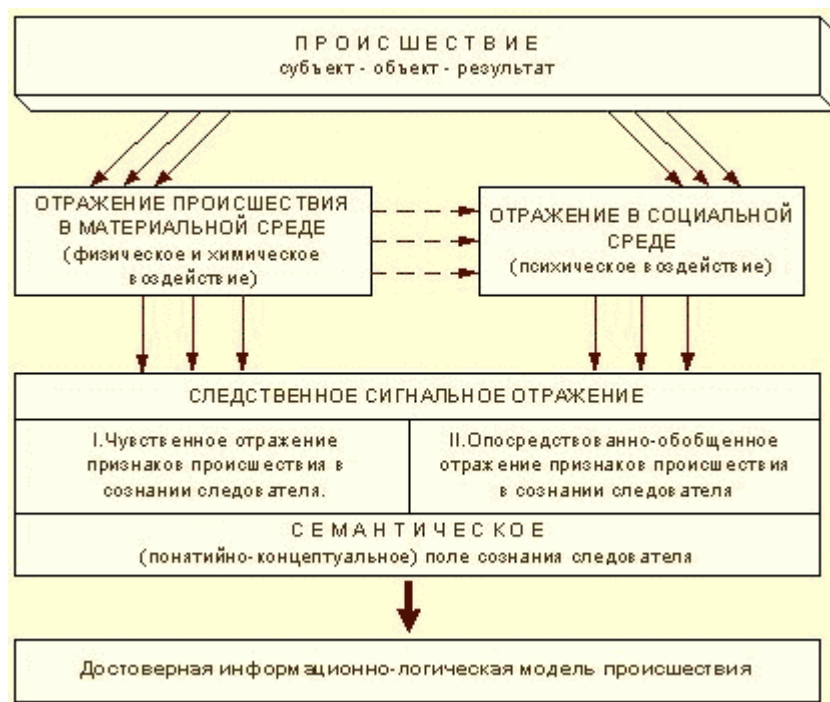 ПРОИСШЕСТВИЕ
субъект - объект - результат
ОТРАЖЕНИЕ ПРОИСШЕСТВИЯ
В МАТЕРИАЛЬНОЙ СРЕДЕ
(физическое и химическое
воздействие)
ОТРАЖЕНИЕ В СОЦИАЛЬНОЙ
СРЕДЕ
(психическое воздействие)
СЛЕДСТВЕННОЕ СИГНАЛЬНОЕ ОТРАЖЕНИЕ
I.Чувственное отражение
признаков происшествия в
сознании следователя.
II.Опосредствованно-обобщенное
отражение признаков происшествия
в сознании следователя
СЕМАНТИЧЕСКОЕ
(понятийно-концептуальное) поле сознания следователя
Достоверная информационно-логическая модель происшествия